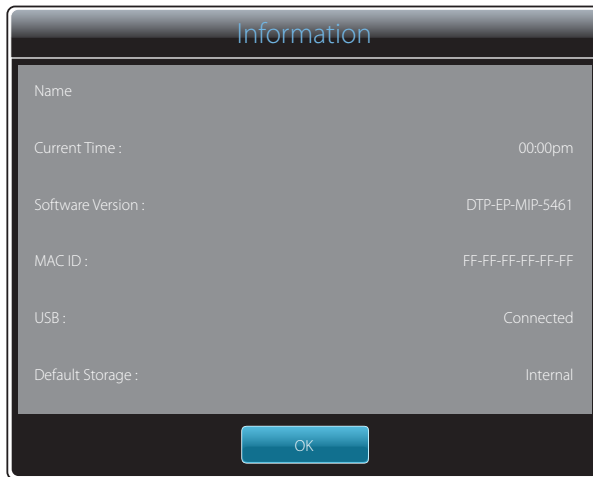 Information
Name
Current Time : 00:00pm
Software Version : DTP-EP-MIP-5461
MAC ID : FF-FF-FF-FF-FF-FF
USB : Connected
Default Storage : Internal
OK